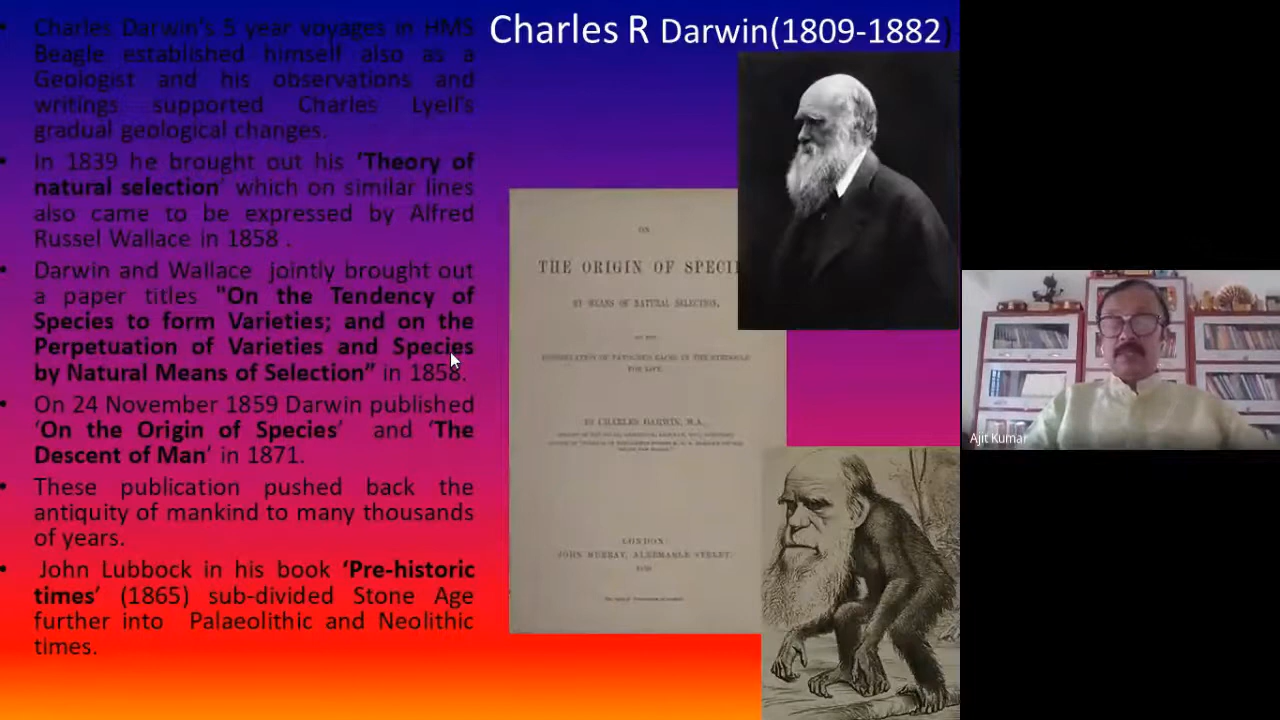 Charles R Darwin(1809-1882)
• Charles Darwin's 5 year voyages in HMS
Beagle established himself also as a
Geologist and his observations and
writings supported Charles Lyell's
gradual geological changes.
• In 1839 he brought out his ‘Theory of
natural selection’ which on similar lines
also came to be expressed by Alfred
Russel Wallace in 1858 .
• Darwin and Wallace jointly brought out
a paper titles "On the Tendency of
Species to form Varieties; and on the
Perpetuation of Varieties and Species
by Natural Means of Selection” in 1858.
• On 24 November 1859 Darwin published
‘On the Origin of Species’ and ‘The
Descent of Man’ in 1871.
• These publication pushed back the
antiquity of mankind to many thousands
of years.
• John Lubbock in his book ‘Pre-historic
times’ (1865) sub-divided Stone Age
further into Palaeolithic and Neolithic
times.
ON
THE ORIGIN OF SPECI
BY MEANS OF NATURAL SELECTION,
FOR LIFE.
BY CHARLES DARWIN, M.A.,
LONDON:
JOHN MURRAY, ALBEMARLE STREET.
Ajit Kumar